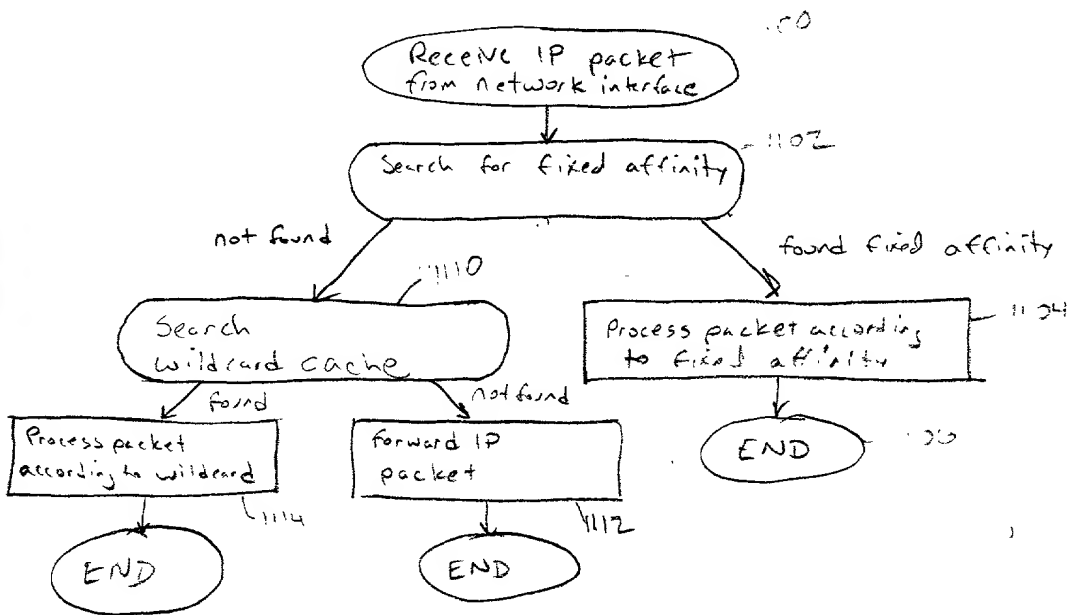 Receive IP packet
from network interface
1102
Search for fixed affinity
not found
found fixed affinity
1110
Search
wildcard cache
Process packet according
to fixed affinity
found
not found
Process packet
according to wildcard
forward IP
packet
END
1114
1112
END
END